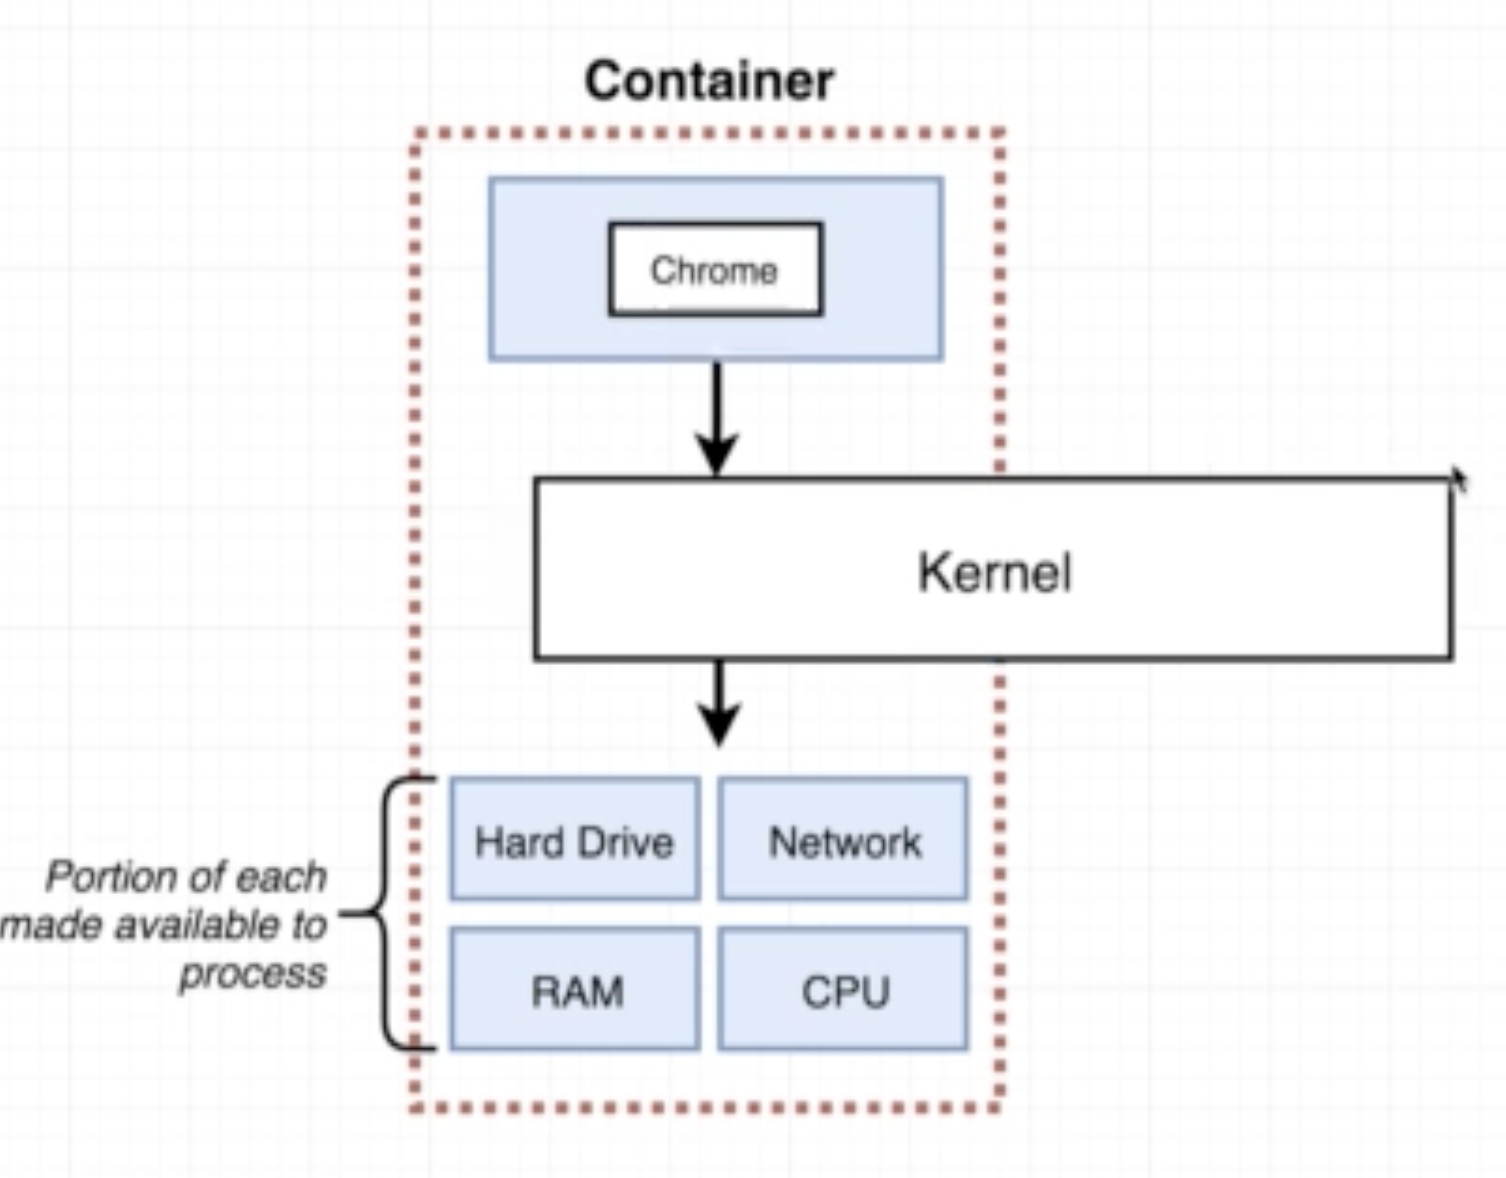 Container
Chrome
Kernel
Hard Drive
Network
Portion of each
made available to
process
RAM
CPU